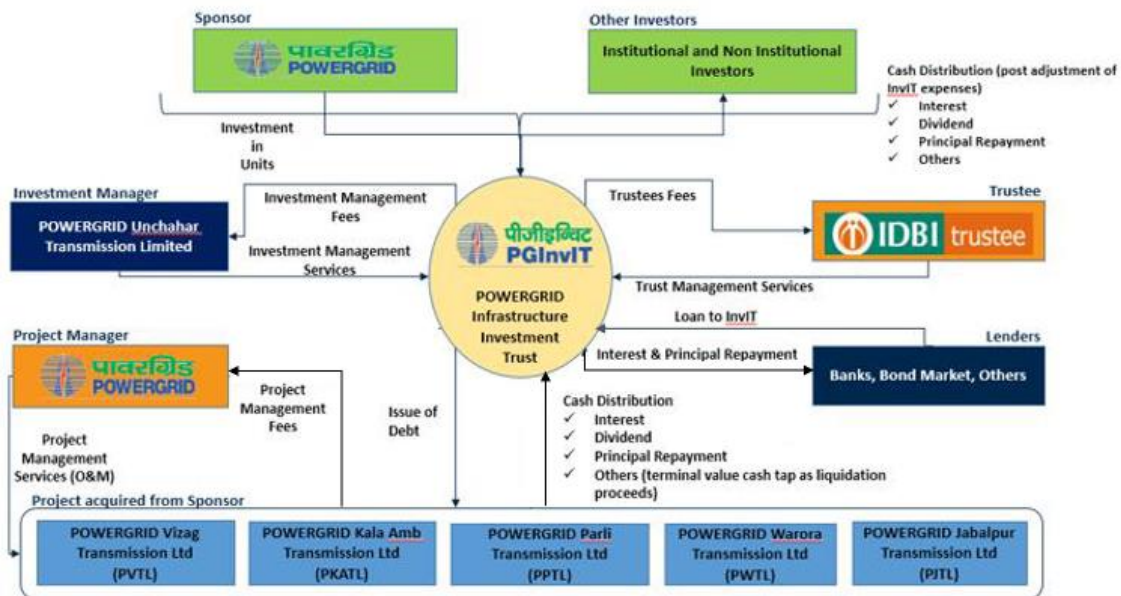 Sponsor
पावरग्रिड
POWERGRID
Other Investors
Institutional and Non Institutional
Investors
Cash Distribution (post adjustment of
InvIT expenses)
✓ Interest
✓ Dividend
✓ Principal Repayment
✓ Others
Investment
in
Units
Investment Manager
POWERGRID Unchahar
Transmission Limited
Investment Management
Fees
Investment Management
Services
पीजीइन्विट
PGInvIT
POWERGRID
Infrastructure
Investment
Trust
Trustees Fees
Trustee
IDBI trustee
Trust Management Services
Loan to InvIT
Lenders
Interest & Principal Repayment
Banks, Bond Market, Others
Project Manager
पावरग्रिड
POWERGRID
Project
Management
Fees
Issue of
Debt
Cash Distribution
✓ Interest
✓ Dividend
✓ Principal Repayment
✓ Others (terminal value cash tap as liquidation
proceeds)
Project
Management
Services (O&M)
Project acquired from Sponsor
POWERGRID Vizag
Transmission Ltd
(PVTL)
POWERGRID Kala Amb
Transmission Ltd
(PKATL)
POWERGRID Parli
Transmission Ltd
(PPTL)
POWERGRID Warora
Transmission Ltd
(PWTL)
POWERGRID Jabalpur
Transmission Ltd
(PJTL)